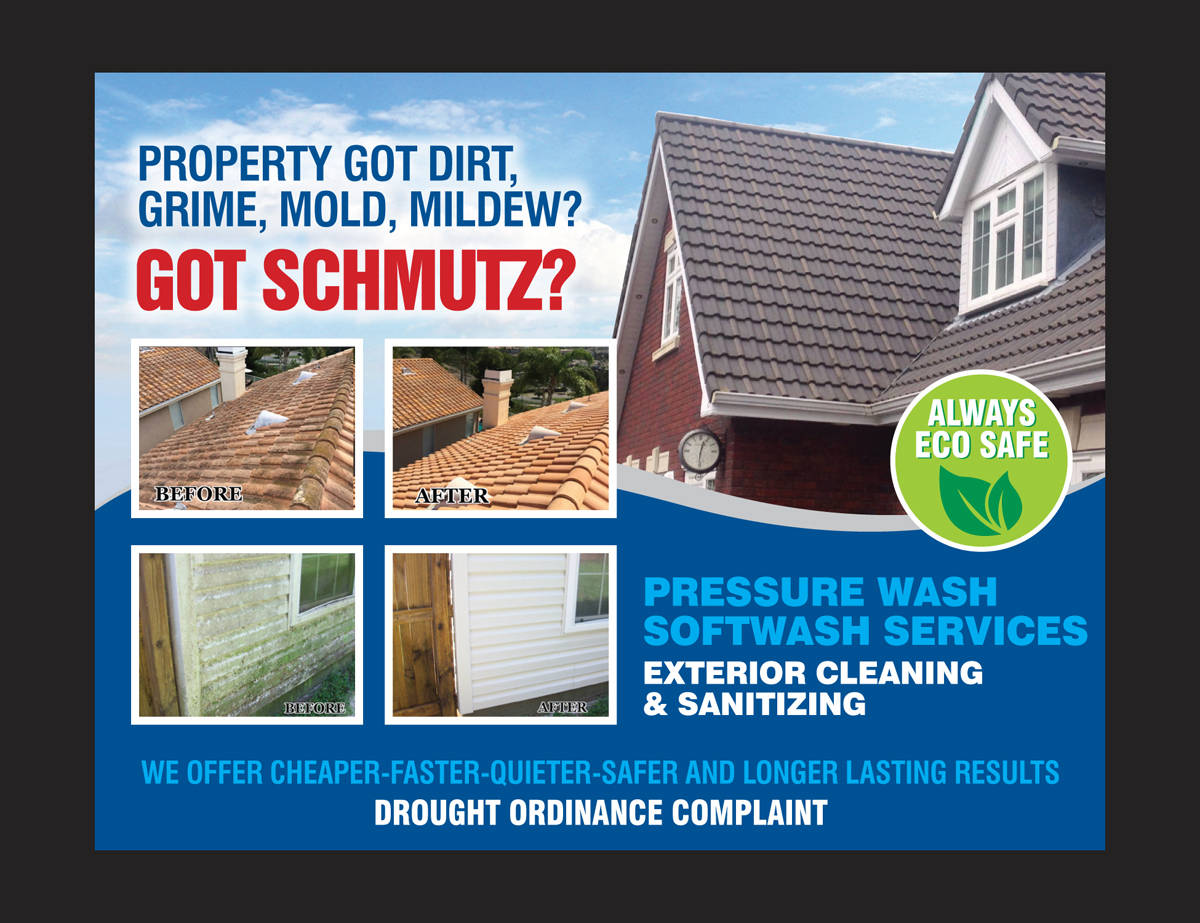 PROPERTY GOT DIRT,
GRIME, MOLD, MILDEW?
GOT SCHMUTZ?
BEFORE
AFTER
ALWAYS
ECO SAFE
BEFORE
AFTER
PRESSURE WASH
SOFTWASH SERVICES
EXTERIOR CLEANING
& SANITIZING
WE OFFER CHEAPER-FASTER-QUIETER-SAFER AND LONGER LASTING RESULTS
DROUGHT ORDINANCE COMPLAINT